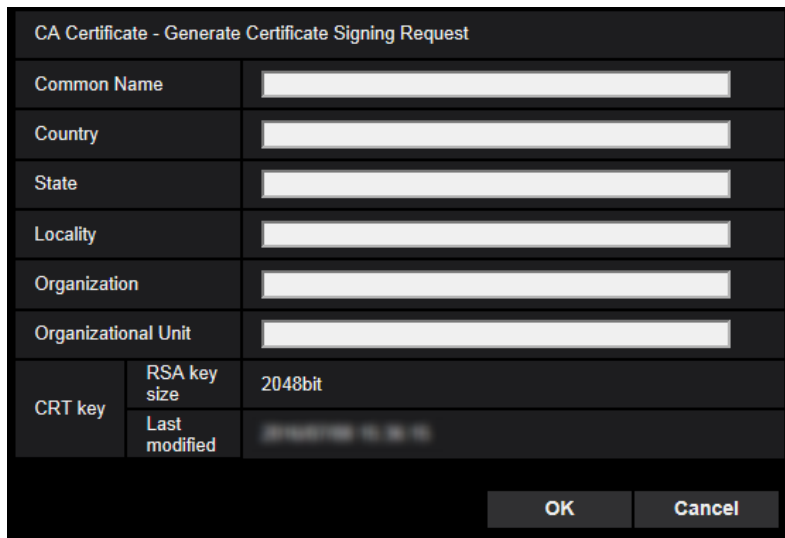 CA Certificate - Generate Certificate Signing Request
Common Name
Country
State
Locality
Organization
Organizational Unit
CRT key
RSA key
size
2048bit
Last
modified
OK
Cancel